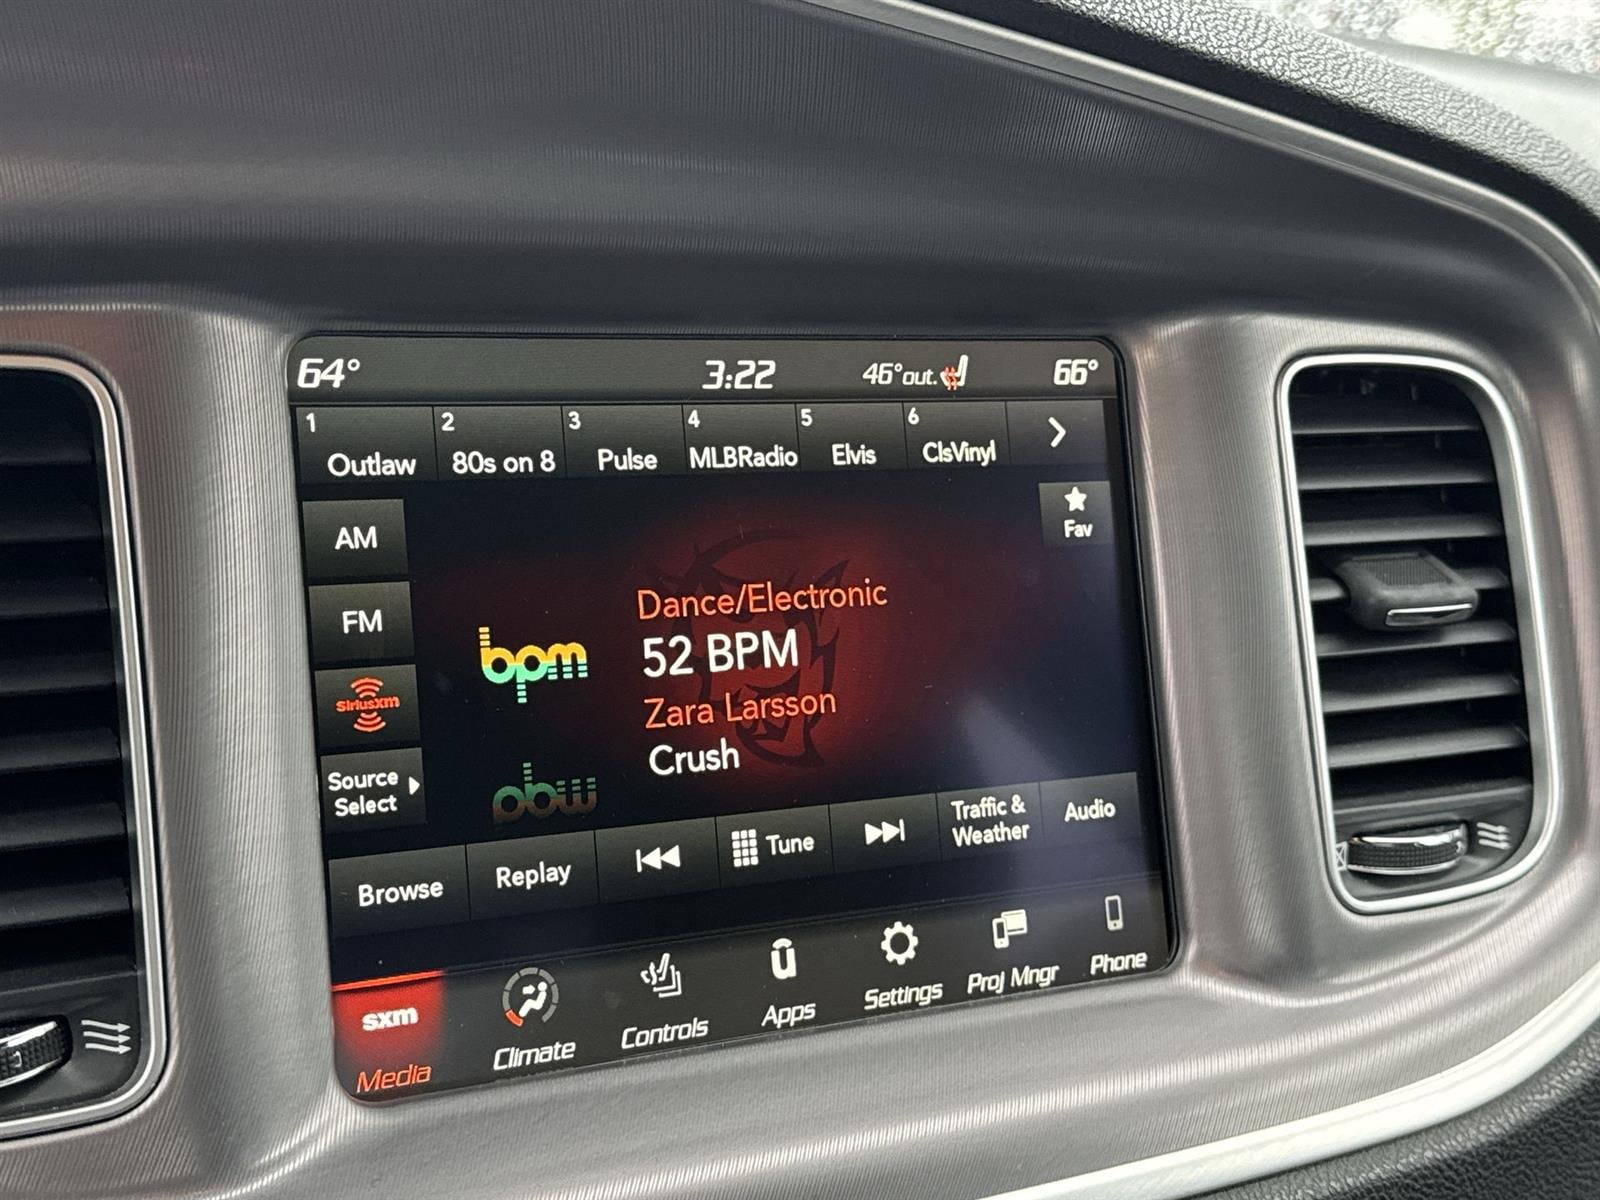 64°
3:22
46°out.
66°
1
Outlaw
2
80s on 8
3
Pulse
4
MLBRadio
5
Elvis
6
ClsVinyl
AM
FM
SiriusXM
Source
Select
Fav
bpm
Dance/Electronic
52 BPM
Zara Larsson
Crush
Browse
Replay
Tune
Traffic &
Weather
Audio
sxm
Media
Climate
Controls
û
Apps
Settings
Proj Mngr
Phone